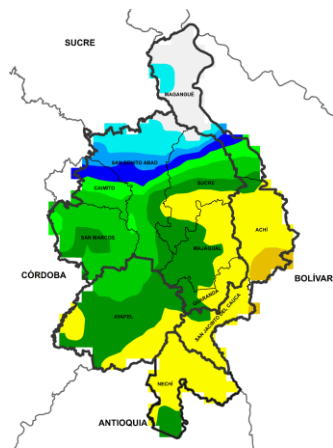 SUCRE
MAGANGUÉ
SAN BENITO ABAD
CAIMITO
SUCRE
SAN MARCOS
ACHÍ
MAJAGUAL
CÓRDOBA
BOLÍVAR
GUARANDA
SAN JACINTO DEL CAUCA
AYAPEL
NECHÍ
ANTIOQUIA